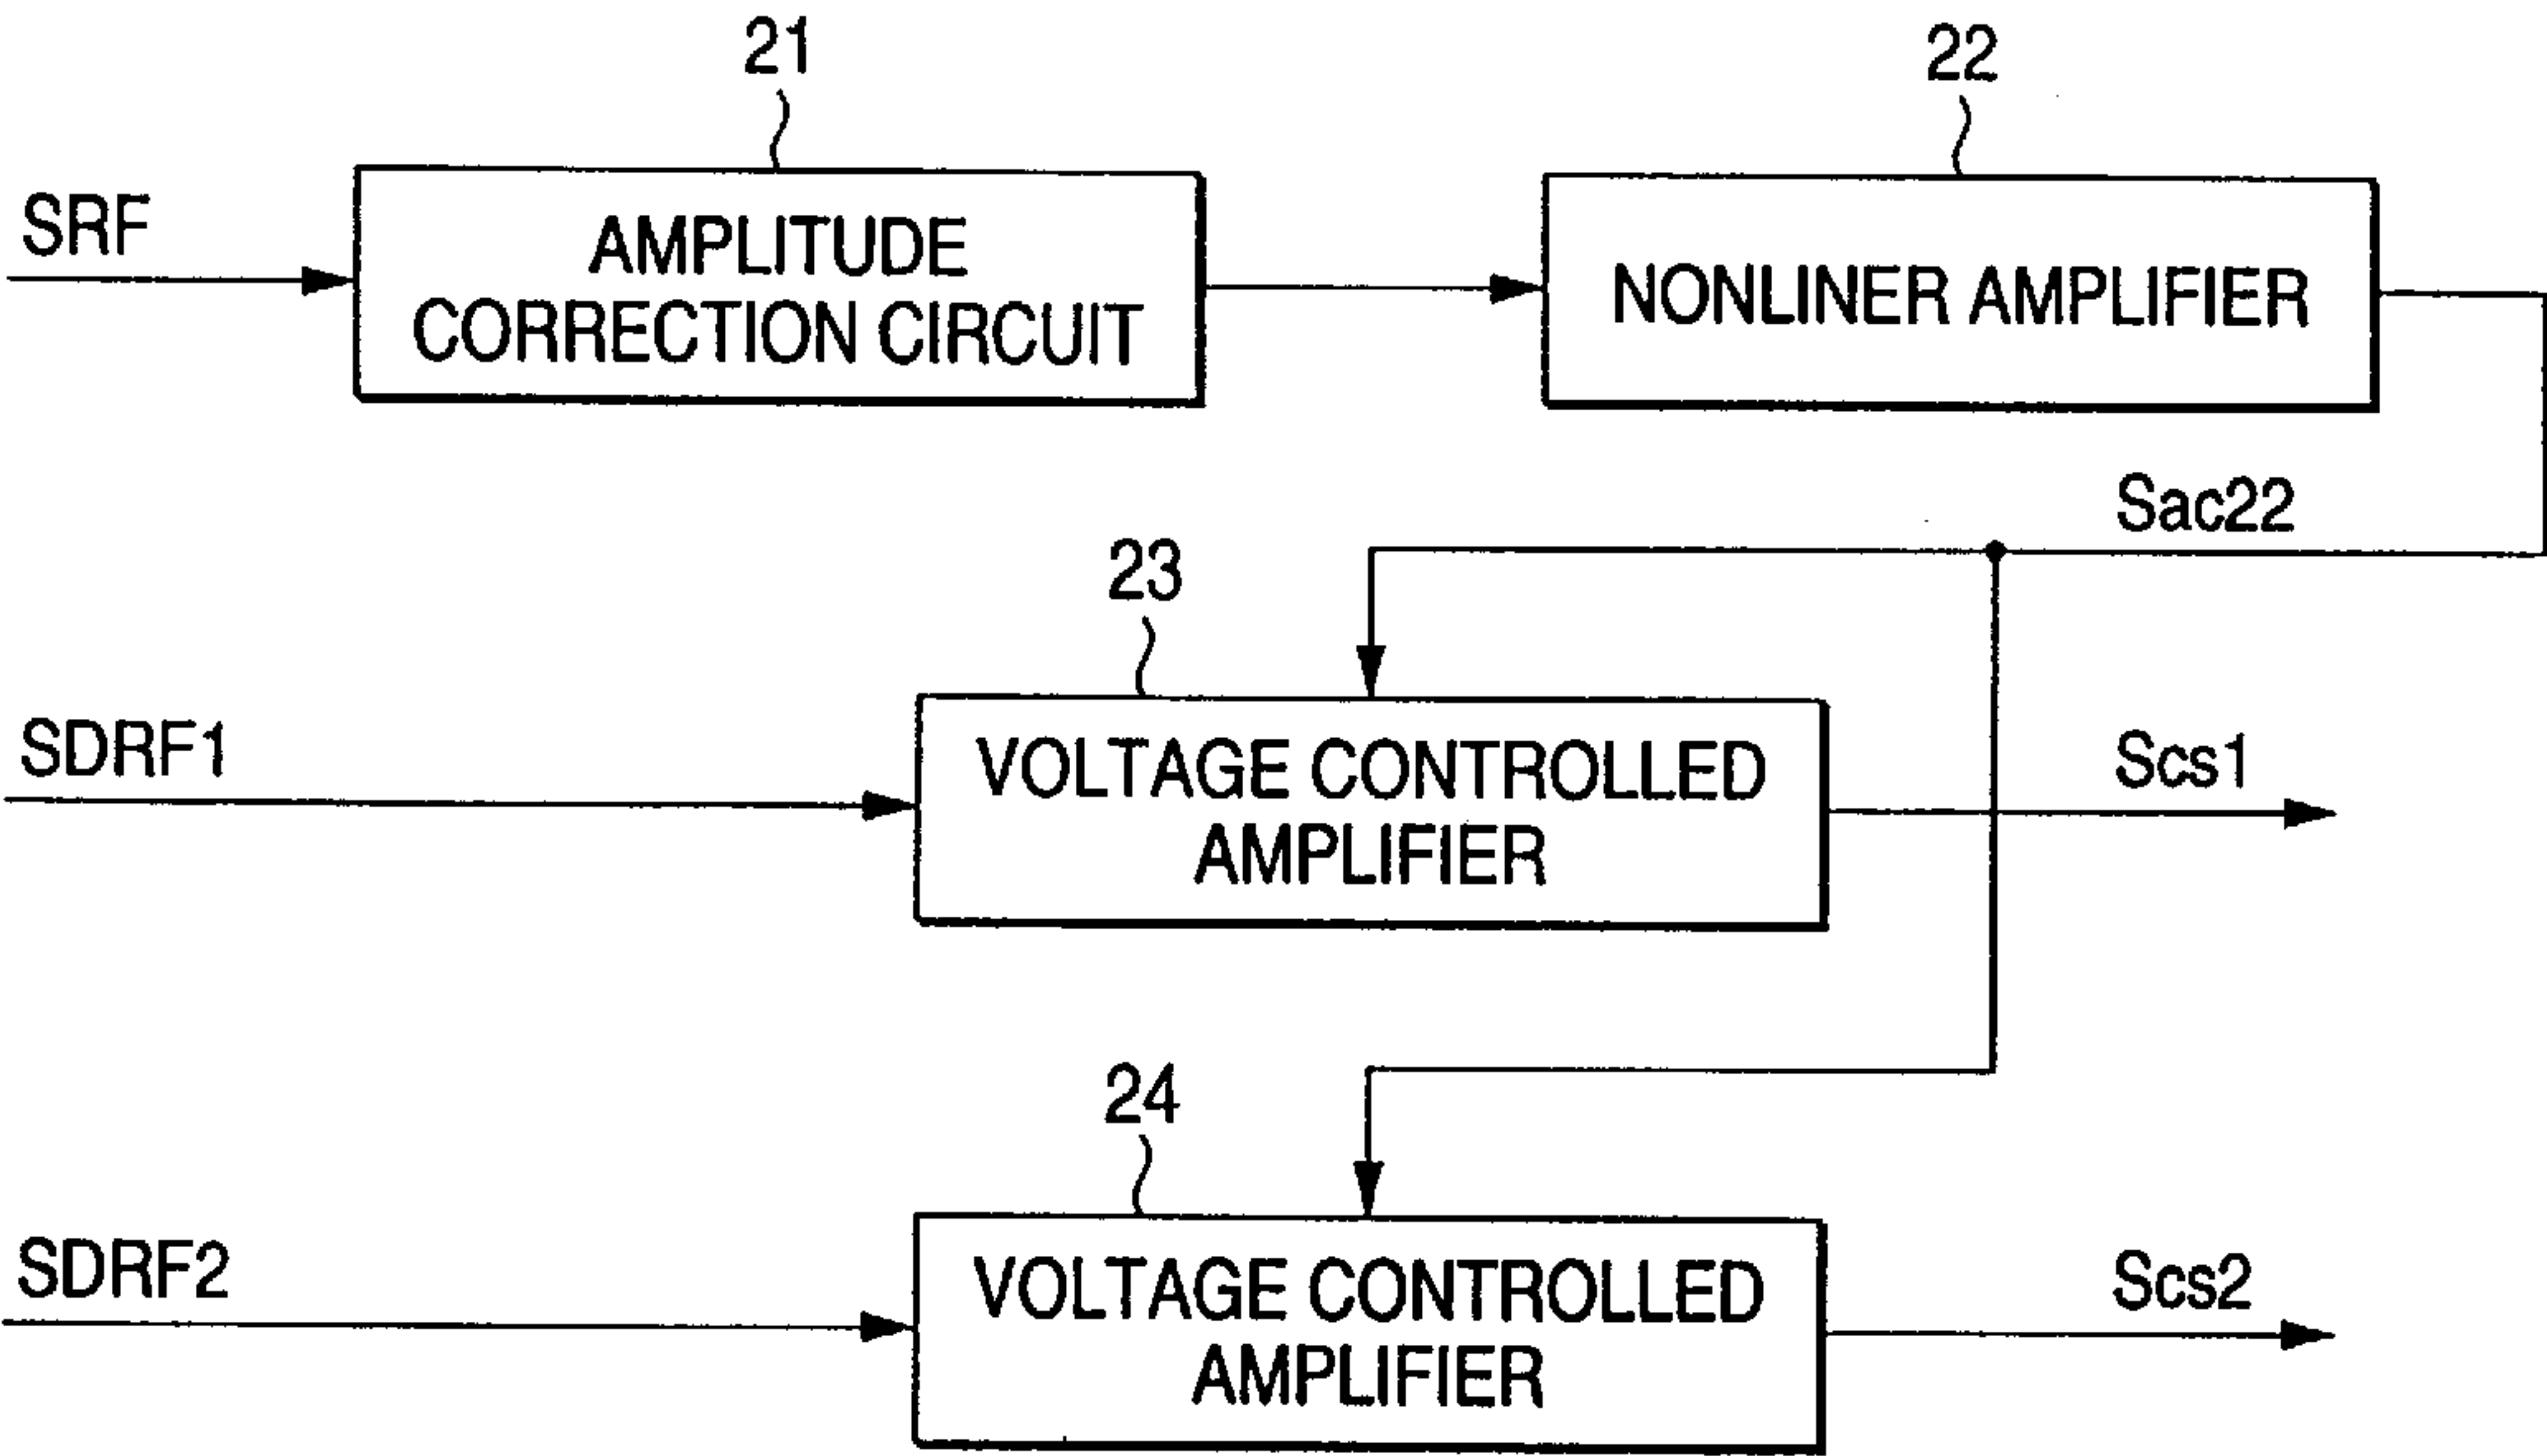 21
22
SRF
AMPLITUDE
CORRECTION CIRCUIT
NONLINER AMPLIFIER
Sac22
23
SDRF1
VOLTAGE CONTROLLED
AMPLIFIER
Scs1
24
SDRF2
VOLTAGE CONTROLLED
AMPLIFIER
Scs2